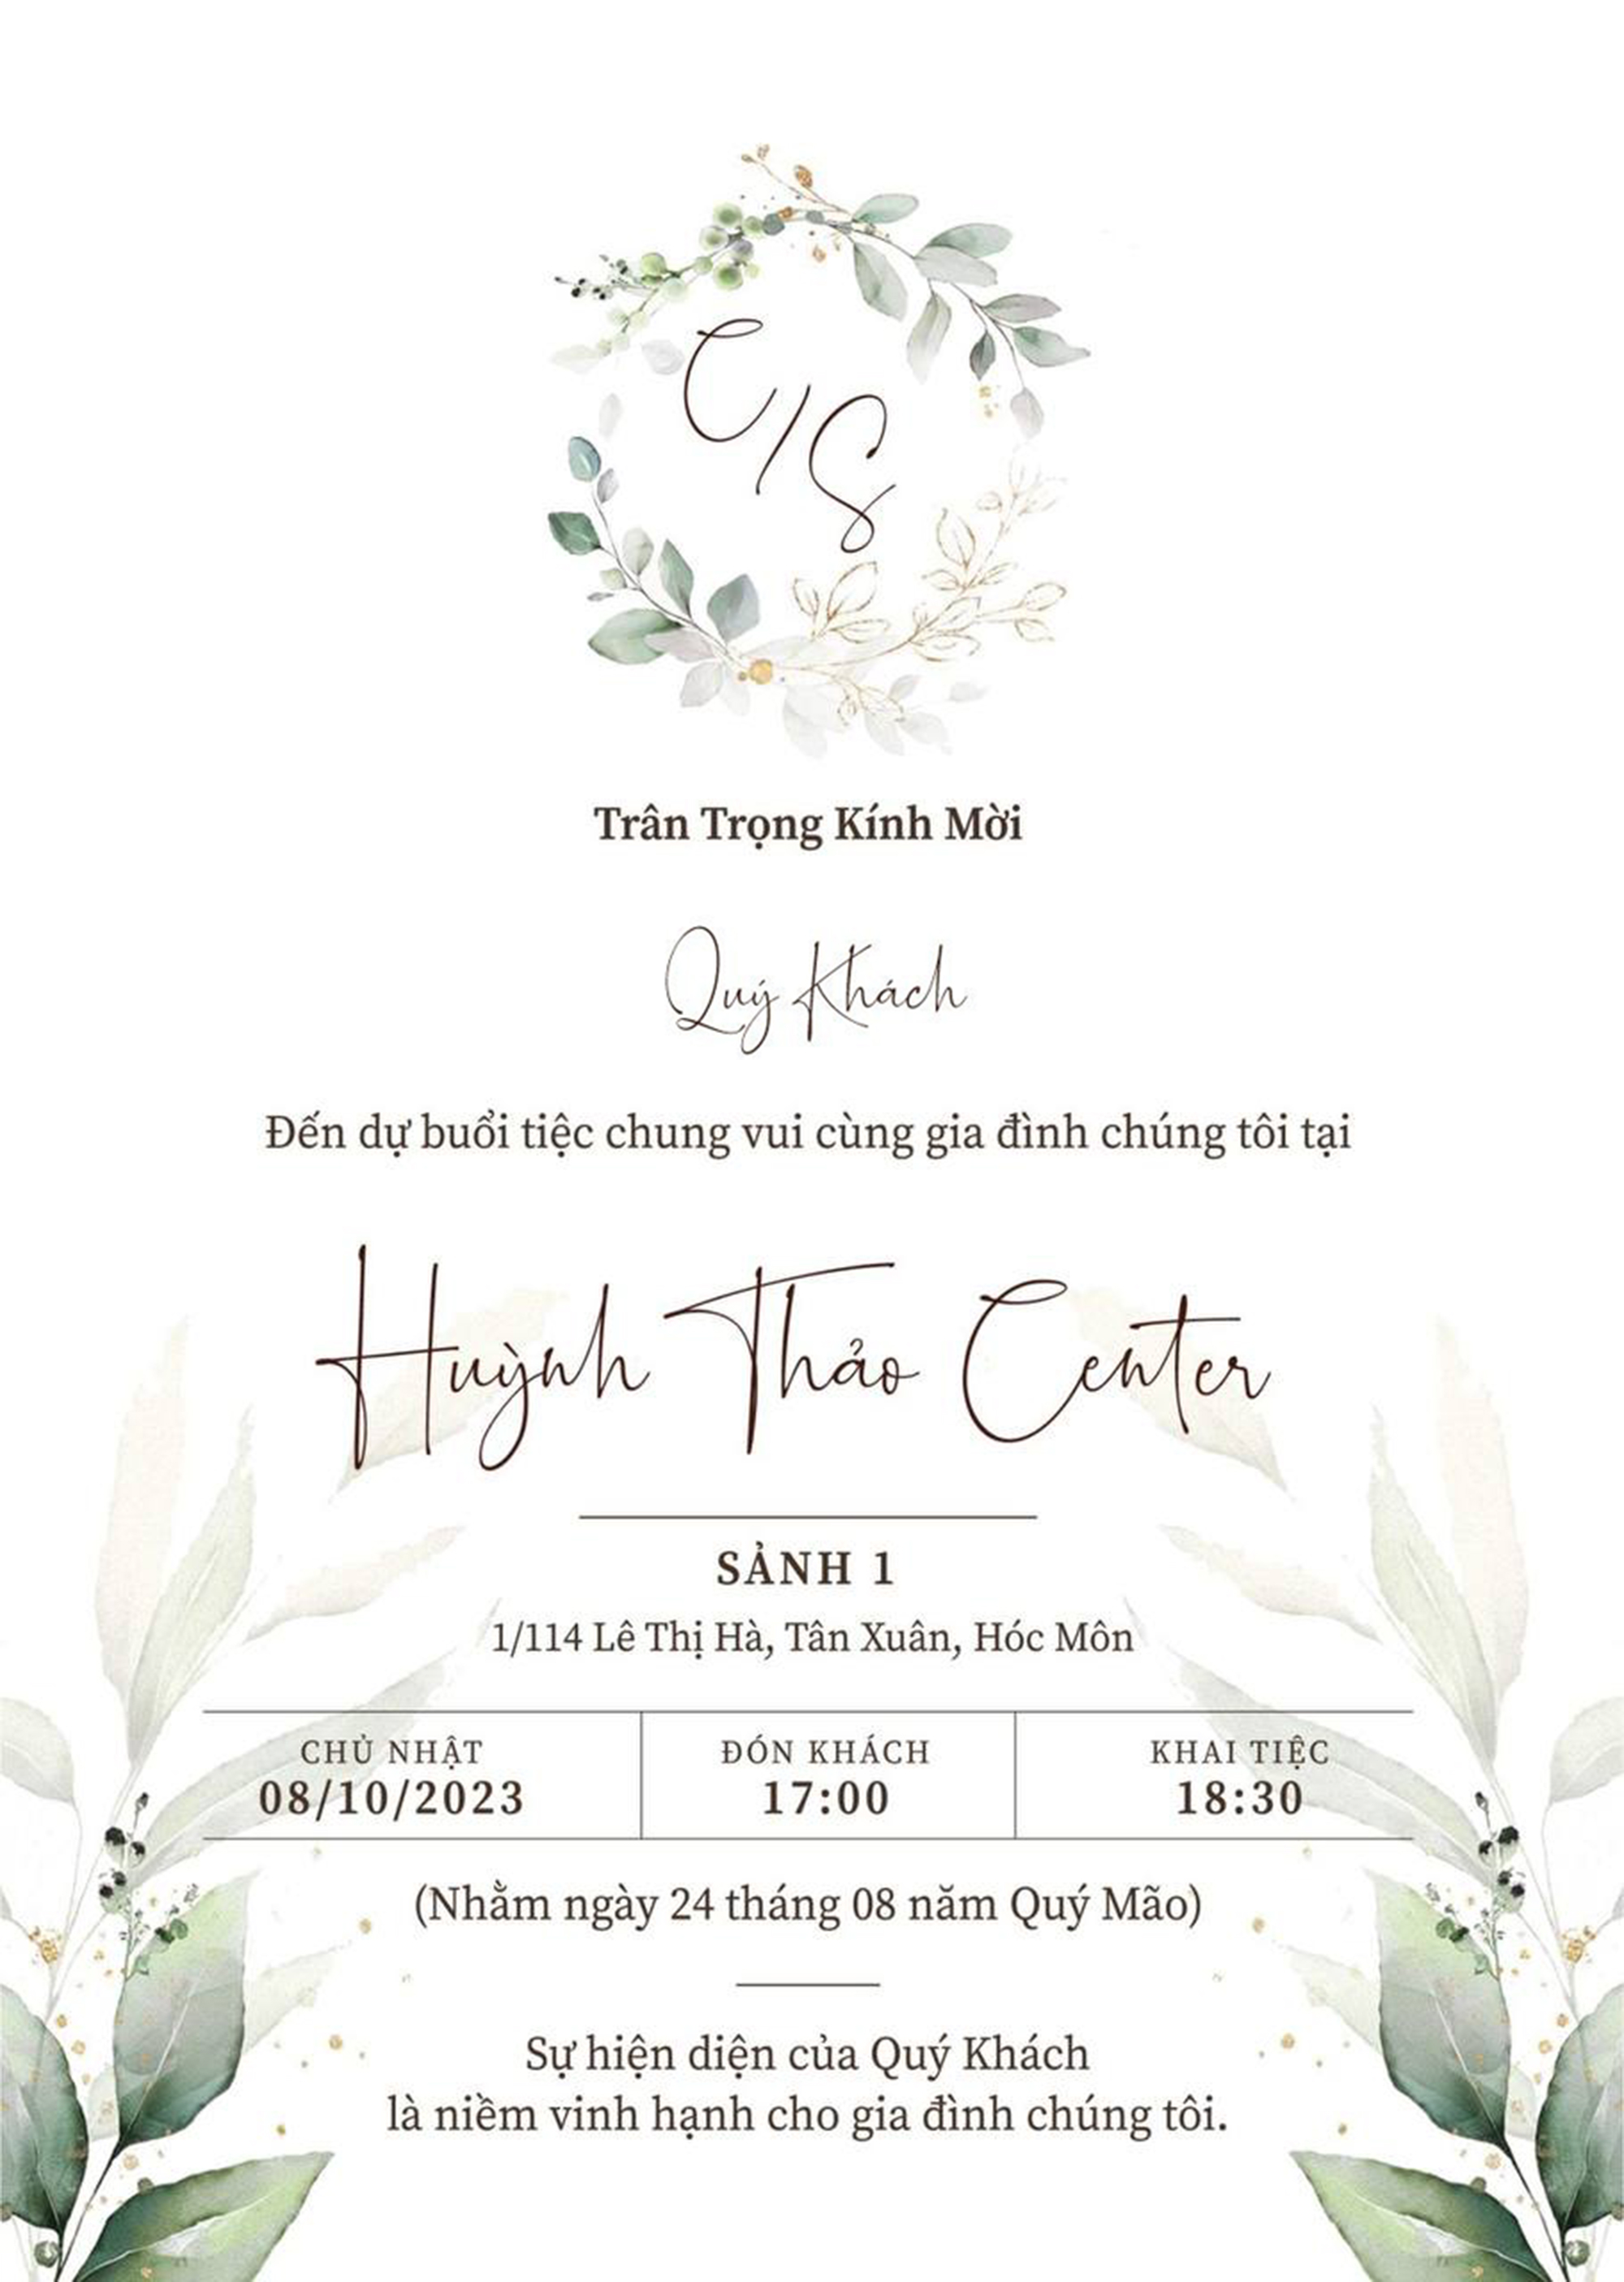 C/S
Trân Trọng Kính Mời
Quý Khách
Đến dự buổi tiệc chung vui cùng gia đình chúng tôi tại
Huỳnh Thảo Center
SẢNH 1
1/114 Lê Thị Hà, Tân Xuân, Hóc Môn
CHỦ NHẬT ĐÓN KHÁCH KHAI TIỆC
08/10/2023 17:00 18:30
(Nhằm ngày 24 tháng 08 năm Quý Mão)
Sự hiện diện của Quý Khách
là niềm vinh hạnh cho gia đình chúng tôi.